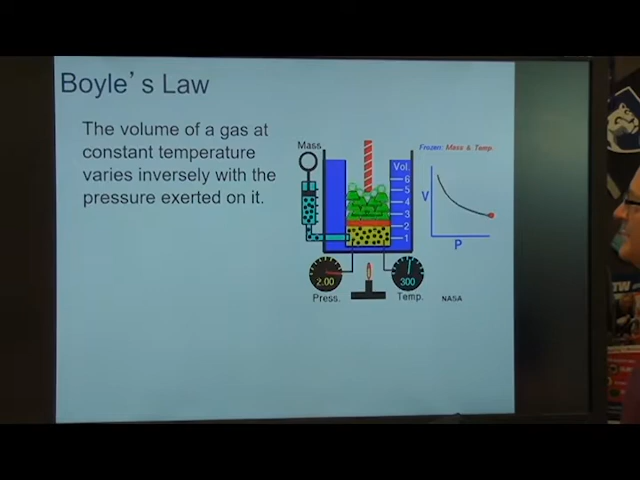 Boyle's Law
The volume of a gas at
constant temperature
varies inversely with the
pressure exerted on it.
Mass
Frozen: Mass & Temp
Vol.
6
5
4
3
2
1
V
P
2.00
300
Press.
Temp.
NASA